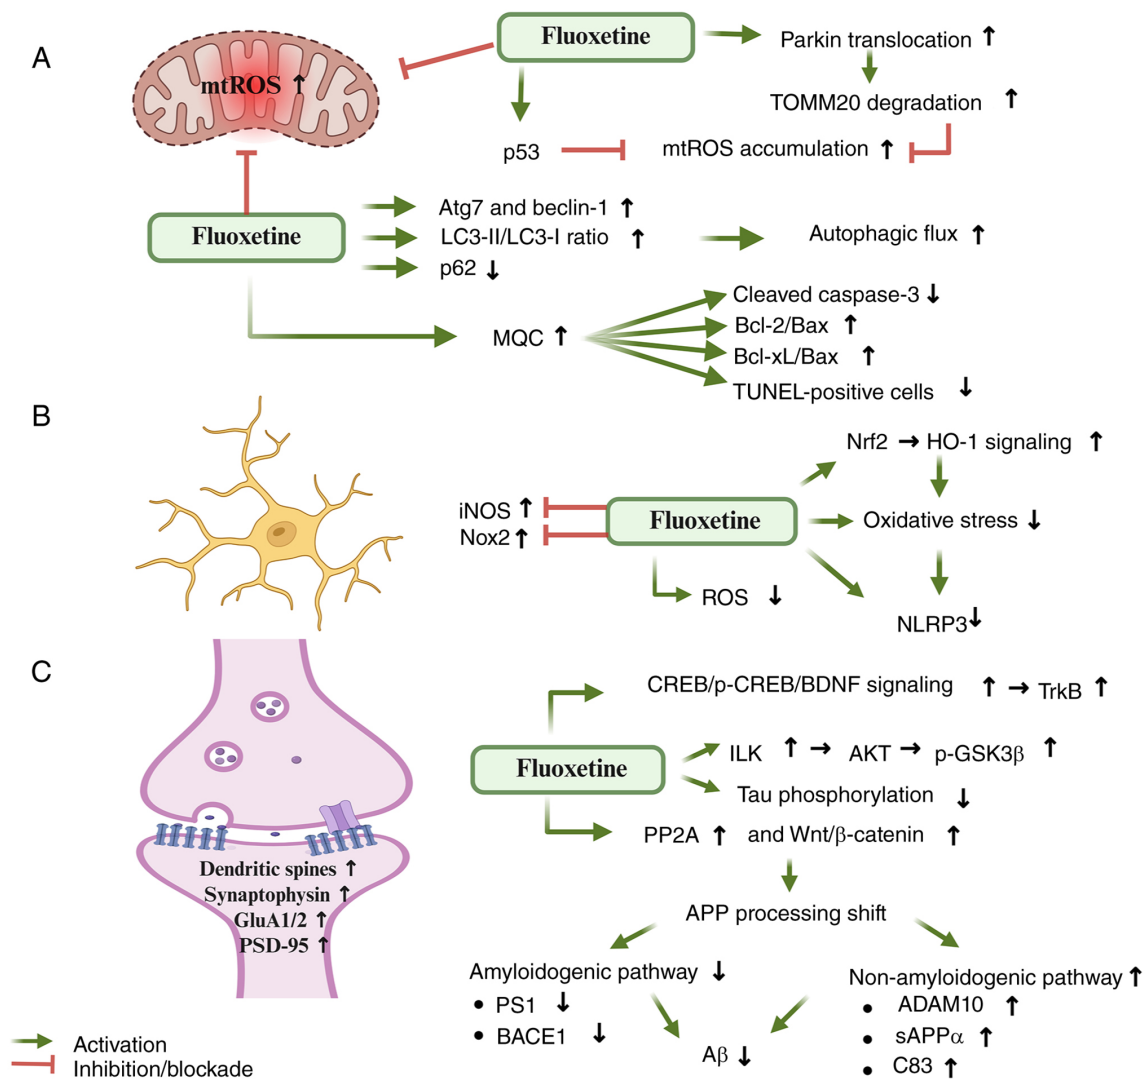 A
Fluoxetine
Parkin translocation ↑
mtROS ↑
TOMM20 degradation ↑
p53
mtROS accumulation ↑
Fluoxetine
Atg7 and beclin-1 ↑
LC3-II/LC3-I ratio ↑
p62 ↓
Autophagic flux ↑
MQC ↑
Cleaved caspase-3 ↓
Bcl-2/Bax ↑
Bcl-xL/Bax ↑
TUNEL-positive cells ↓
B
Nrf2 → HO-1 signaling ↑
iNOS ↑
Nox2 ↑
Fluoxetine
Oxidative stress ↓
ROS ↓
NLRP3 ↓
C
CREB/p-CREB/BDNF signaling ↑ → TrkB ↑
Fluoxetine
ILK ↑ → AKT → p-GSK3β ↑
Tau phosphorylation ↓
PP2A ↑ and Wnt/β-catenin ↑
Dendritic spines ↑
Synaptophysin ↑
GluA1/2 ↑
PSD-95 ↑
APP processing shift
Amyloidogenic pathway ↓
• PS1 ↓
• BACE1 ↓
Non-amyloidogenic pathway ↑
• ADAM10 ↑
• sAPPα ↑
• C83 ↑
Aβ ↓
Activation
Inhibition/blockade